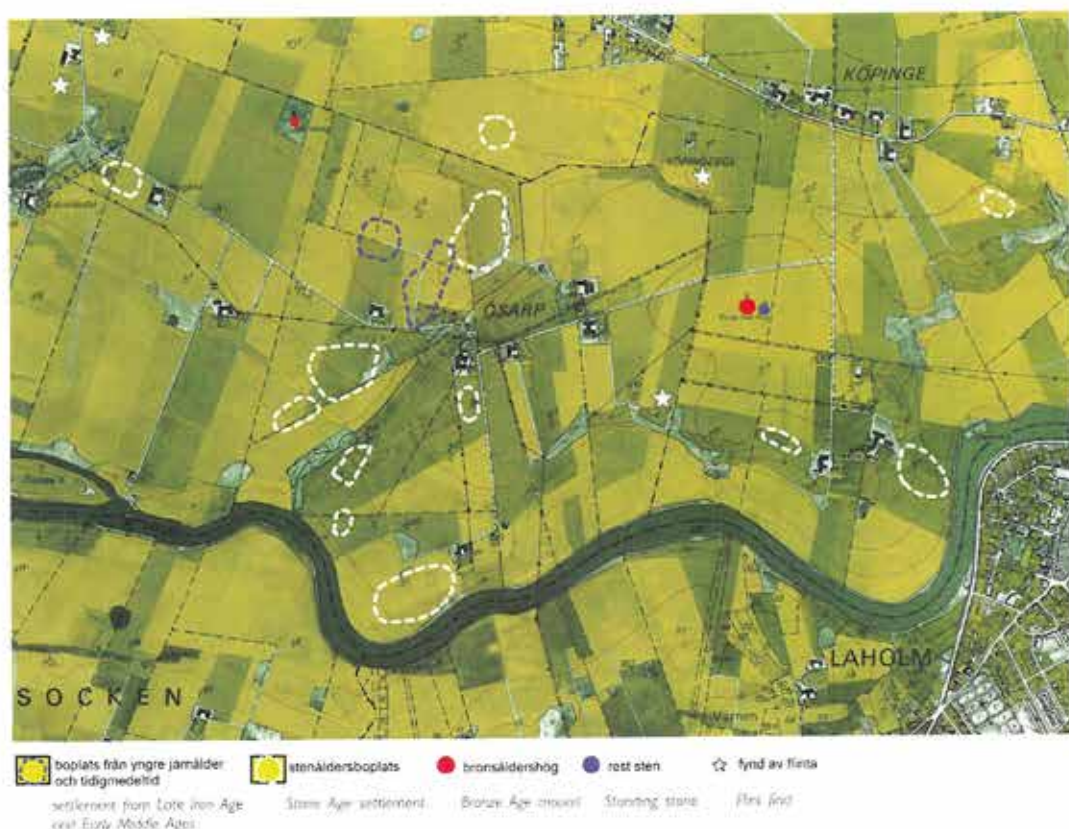 KÖPINGE
ÖSARP
LAHOLM
SOCKEN
boplats från yngre järnålder
och tidigmedeltid
stenåldersboplats
bronsåldershög
rest sten
fynd av flinta
settlement from Late Iron Age
and Early Middle Ages
Stone Age settlement
Bronze Age mound
Standing stone
Flint find